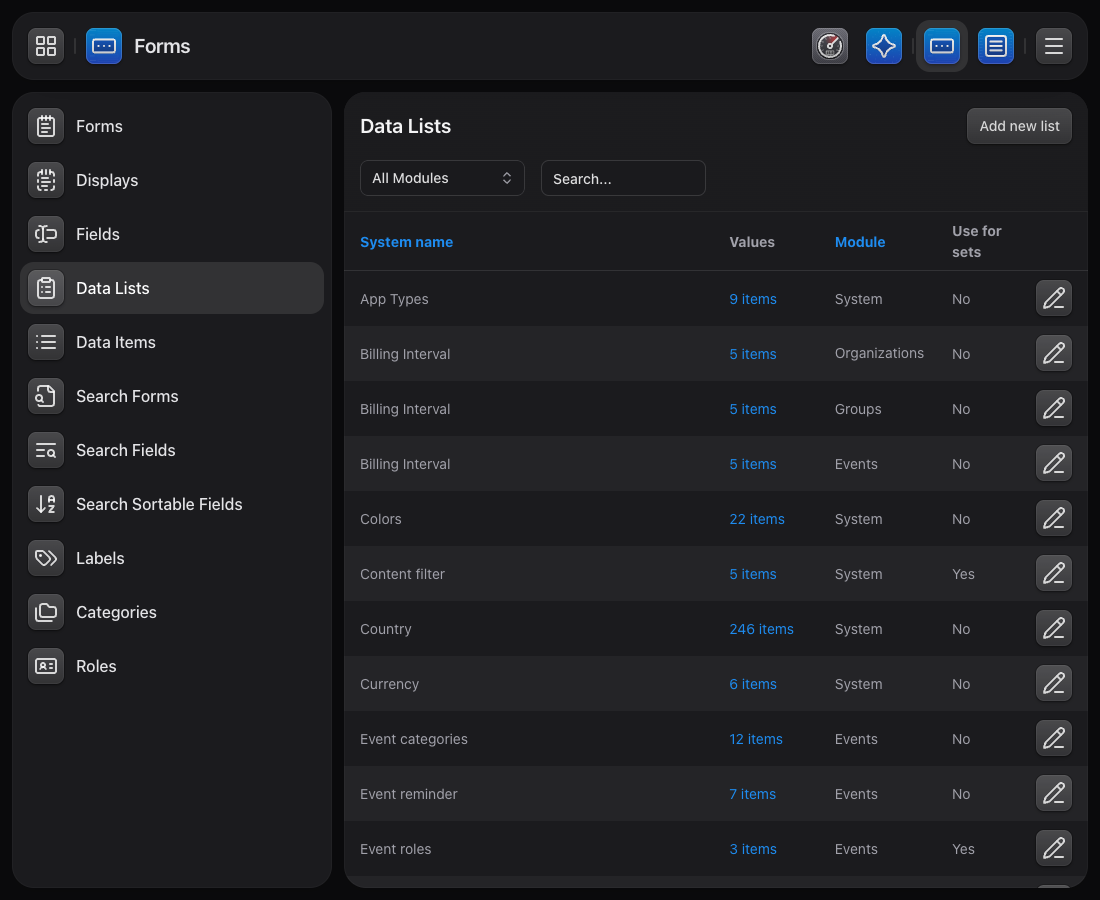 Forms
Forms
Displays
Fields
Data Lists
Data Items
Search Forms
Search Fields
Search Sortable Fields
Labels
Categories
Roles
Data Lists
Add new list
All Modules
Search...
System name Values Module Use for sets
App Types 9 items System No
Billing Interval 5 items Organizations No
Billing Interval 5 items Groups No
Billing Interval 5 items Events No
Colors 22 items System No
Content filter 5 items System Yes
Country 246 items System No
Currency 6 items System No
Event categories 12 items Events No
Event reminder 7 items Events No
Event roles 3 items Events Yes